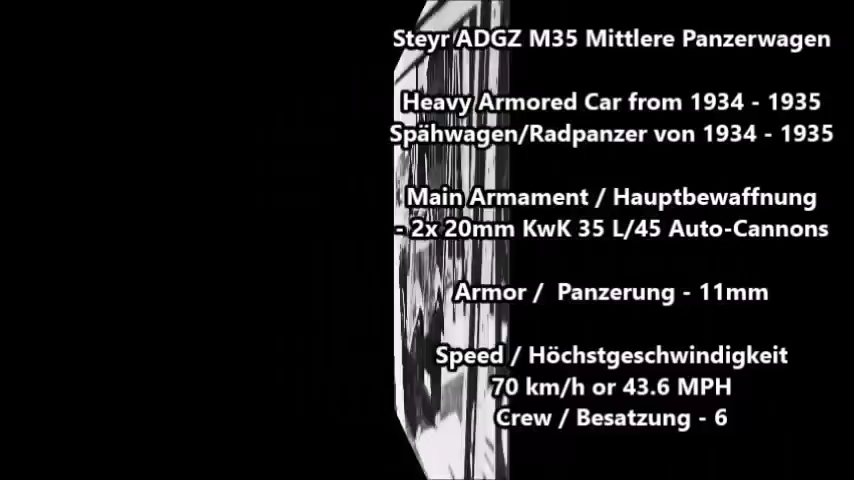 Steyr ADGZ M35 Mittlere Panzerwagen
Heavy Armored Car from 1934 - 1935
Spähwagen/Radpanzer von 1934 - 1935
Main Armament / Hauptbewaffnung
- 2x 20mm KwK 35 L/45 Auto-Cannons
Armor / Panzerung - 11mm
Speed / Höchstgeschwindigkeit
70 km/h or 43.6 MPH
Crew / Besatzung - 6